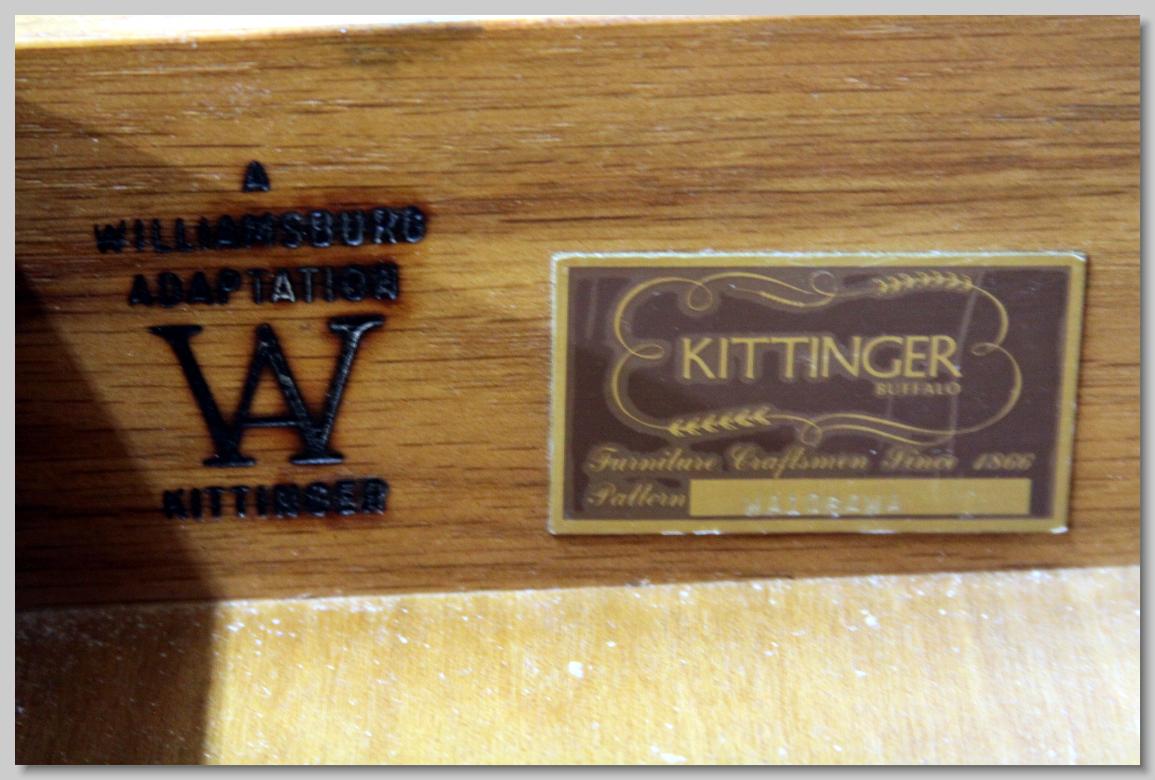 A
WILLIAMSBURG
ADAPTATION
WA
KITTINGER
KITTINGER
BUFFALO
Furniture Craftsmen Since 1866
Pattern